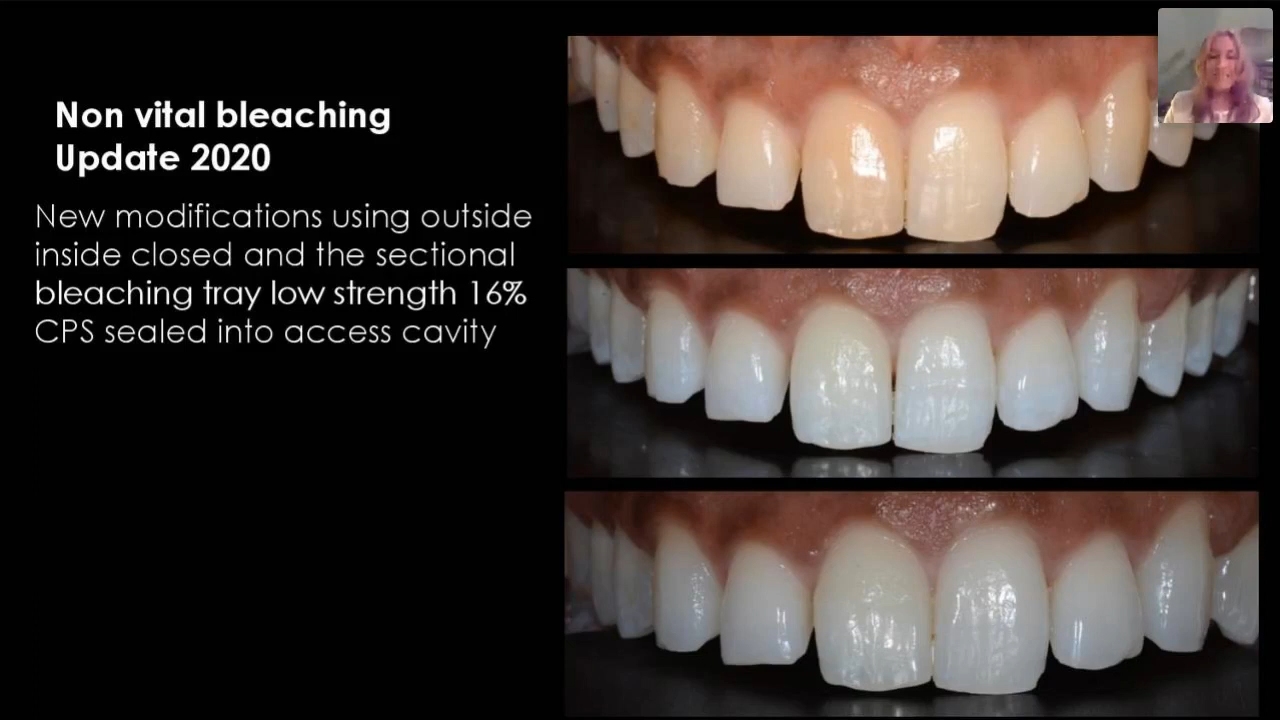 Non vital bleaching
Update 2020
New modifications using outside
inside closed and the sectional
bleaching tray low strength 16%
CPS sealed into access cavity